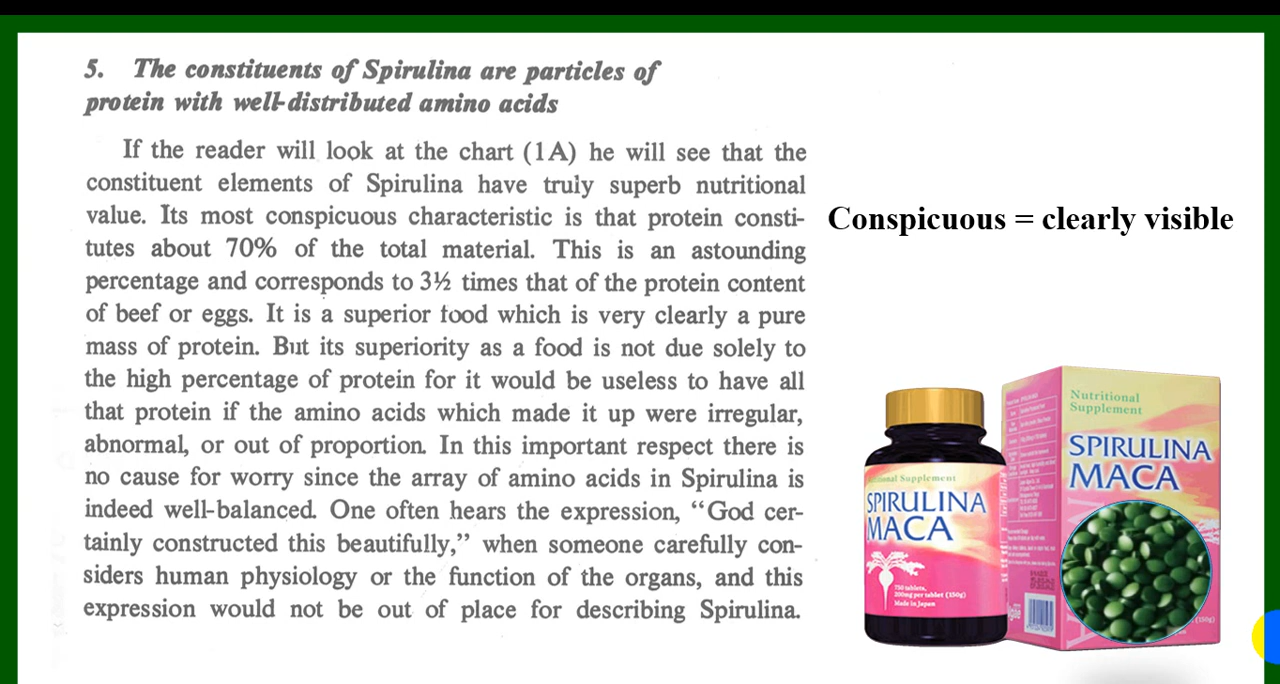 5. The constituents of Spirulina are particles of
protein with well-distributed amino acids
If the reader will look at the chart (1A) he will see that the
constituent elements of Spirulina have truly superb nutritional
value. Its most conspicuous characteristic is that protein consti-
tutes about 70% of the total material. This is an astounding
percentage and corresponds to 3½ times that of the protein content
of beef or eggs. It is a superior food which is very clearly a pure
mass of protein. But its superiority as a food is not due solely to
the high percentage of protein for it would be useless to have all
that protein if the amino acids which made it up were irregular,
abnormal, or out of proportion. In this important respect there is
no cause for worry since the array of amino acids in Spirulina is
indeed well-balanced. One often hears the expression, “God cer-
tainly constructed this beautifully,” when someone carefully con-
siders human physiology or the function of the organs, and this
expression would not be out of place for describing Spirulina.
Conspicuous = clearly visible
Nutritional Supplement
SPIRULINA
MACA
750 tablets,
200mg per tablet (150g)
Made in Japan
Nutritional
Supplement
SPIRULINA
MACA
(150g)